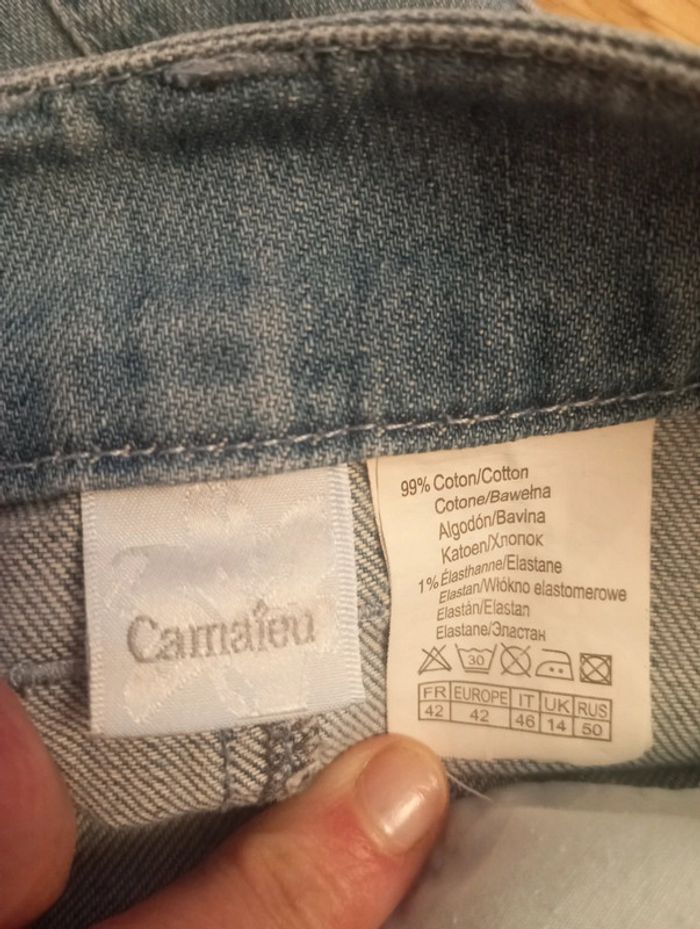 Camaïeu
99% Coton/Cotton
Cotone/Bawełna
Algodón/Bavina
Katoen/Хлопок
1% Élasthanne/Elastane
Elastan/Włókno elastomerowe
Elastán/Elastan
Elastane/Эластан
30
FR EUROPE IT UK RUS
42 42 46 14 50